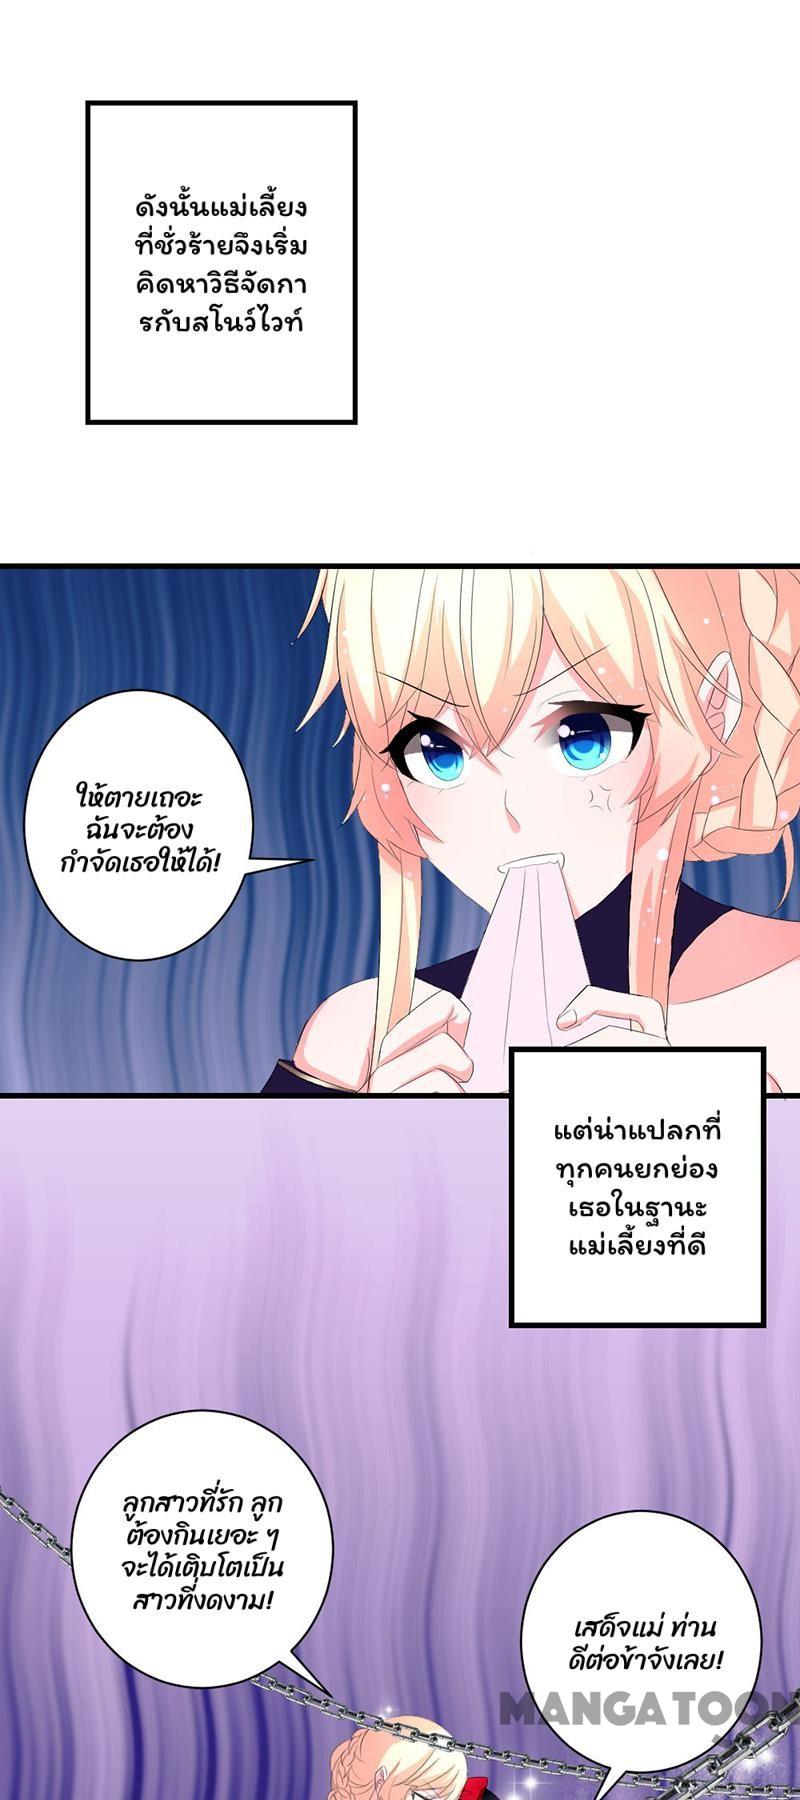 ดังนั้นแม่เลี้ยง
ที่ชั่วร้ายจึงเริ่ม
คิดหาวิธีจัดกา
รกับสโนว์ไวท์
ให้ตายเถอะ
ฉันจะต้อง
กำจัดเธอให้ได้!
แต่น่าแปลกที่
ทุกคนยกย่อง
เธอในฐานะ
แม่เลี้ยงที่ดี
ลูกสาวที่รัก ลูก
ต้องกินเยอะ ๆ
จะได้เติบโตเป็น
สาวที่งดงาม!
เสด็จแม่ ท่าน
ดีต่อข้าจังเลย!
MANGATOON